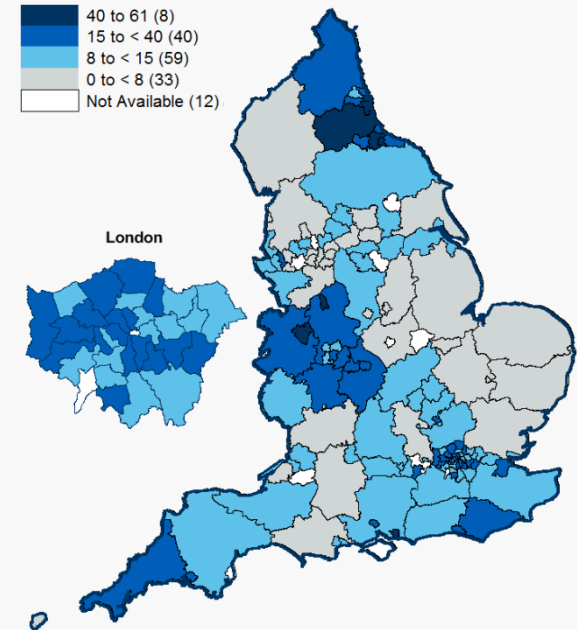 40 to 61 (8)
15 to < 40 (40)
8 to < 15 (59)
0 to < 8 (33)
Not Available (12)
London